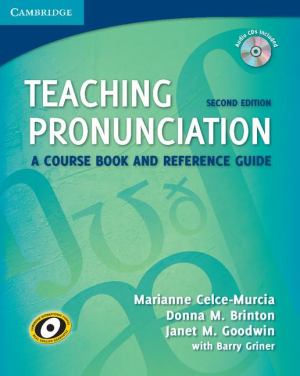 CAMBRIDGE
Audio CDs Included
TEACHING
SECOND EDITION
PRONUNCIATION
A COURSE BOOK AND REFERENCE GUIDE
Marianne Celce-Murcia
Donna M. Brinton
Janet M. Goodwin
with Barry Griner